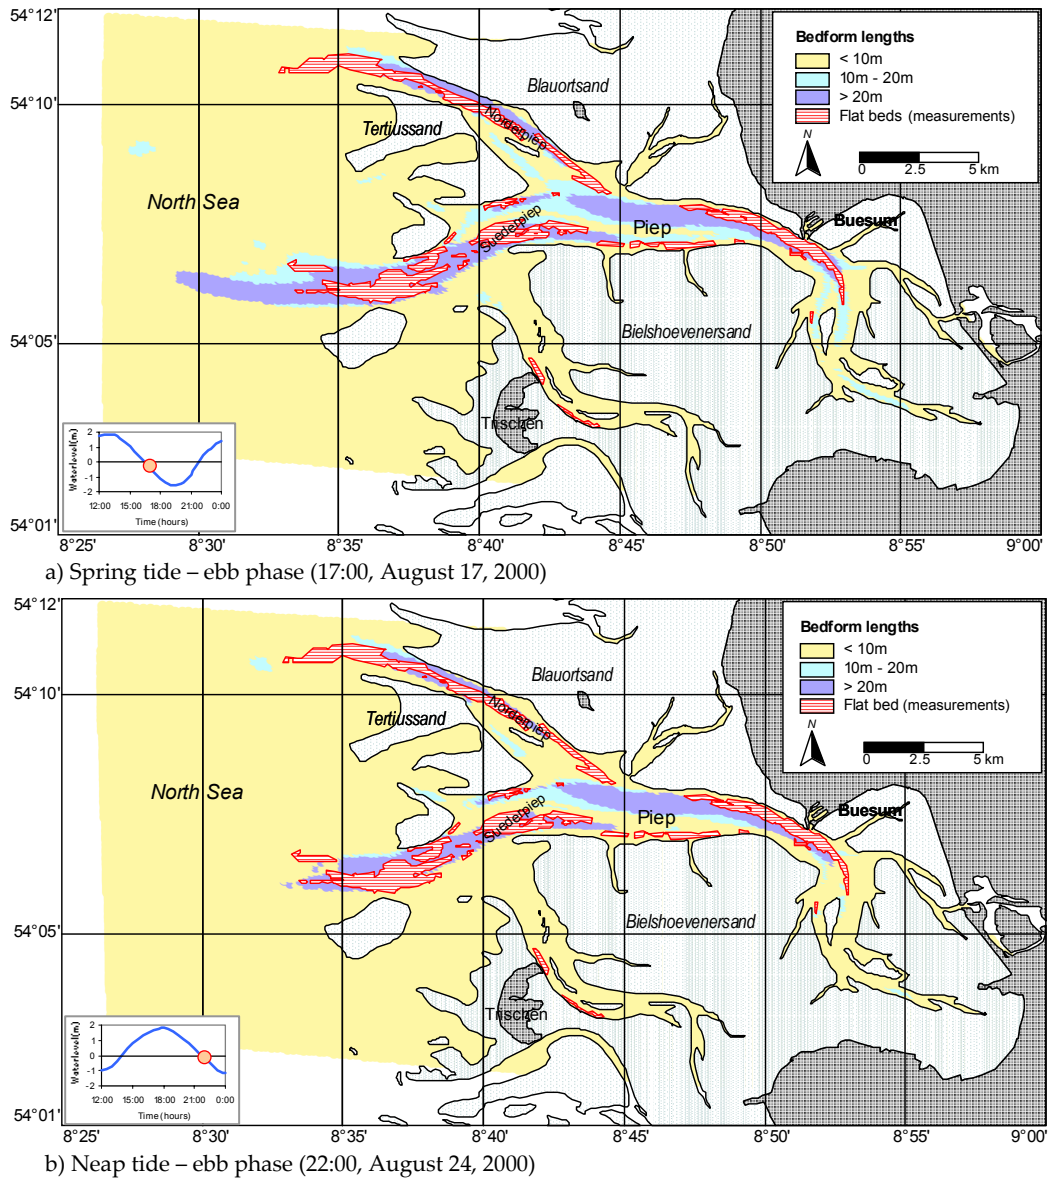 54°12'
Bedform lengths
< 10m
10m - 20m
> 20m
Flat beds (measurements)
N
0 2.5 5 km
Blauortsand
54°10'
Norderpiep
Tertiussand
North Sea
Suederpiep
Piep
Buesum
54°05'
Bielshoevenersand
Trischen
Waterlevel(m)
2
1
0
-1
-2
12:00 15:00 18:00 21:00 0:00
Time (hours)
54°01'
8°25' 8°30' 8°35' 8°40' 8°45' 8°50' 8°55' 9°00'
a) Spring tide – ebb phase (17:00, August 17, 2000)
54°12'
Bedform lengths
< 10m
10m - 20m
> 20m
Flat bed (measurements)
N
0 2.5 5 km
Blauortsand
54°10'
Norderpiep
Tertiussand
North Sea
Suederpiep
Piep
Buesum
54°05'
Bielshoevenersand
Trischen
Waterlevel(m)
2
1
0
-1
-2
12:00 15:00 18:00 21:00 0:00
Time (hours)
54°01'
8°25' 8°30' 8°35' 8°40' 8°45' 8°50' 8°55' 9°00'
b) Neap tide – ebb phase (22:00, August 24, 2000)